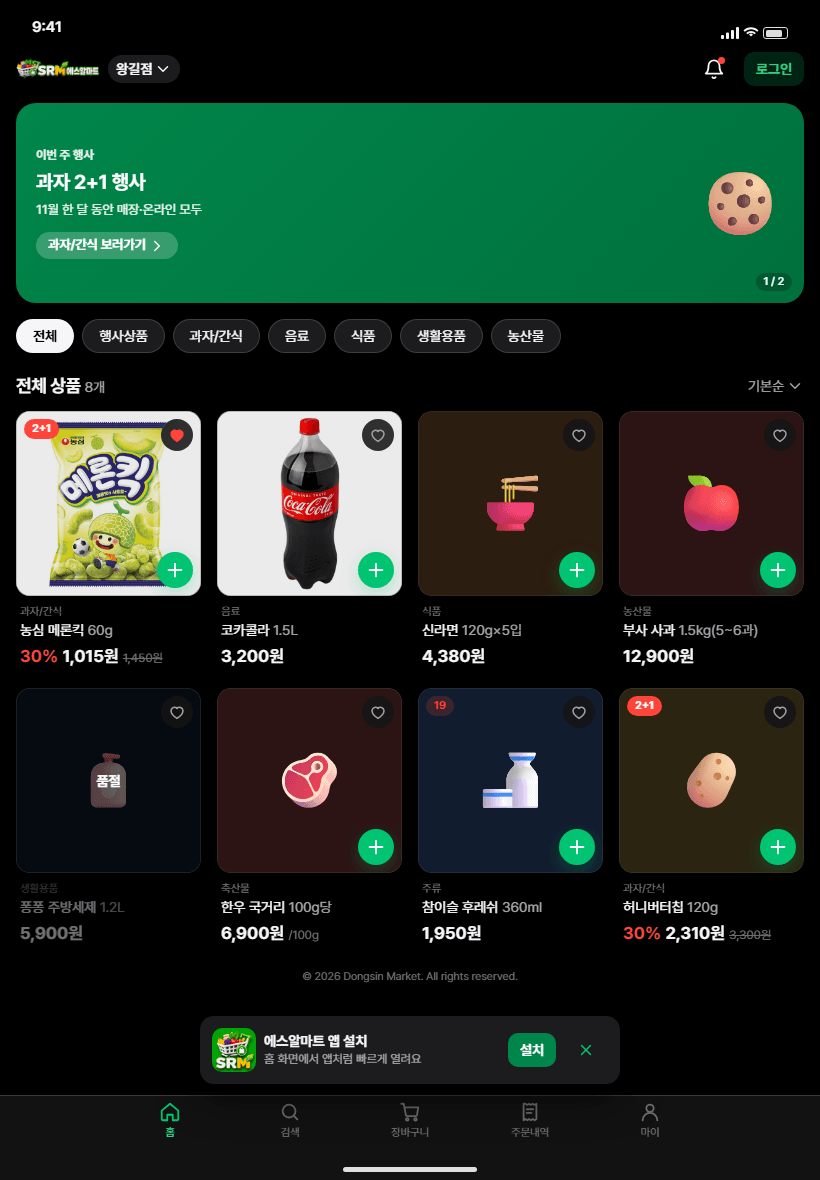 9:41
SRM 에스알마트
왕길점
로그인
이번 주 행사
과자 2+1 행사
11월 한 달 동안 매장·온라인 모두
과자/간식 보러가기
1 / 2
전체
행사상품
과자/간식
음료
식품
생활용품
농산물
전체 상품 8개
기본순
2+1
농심
메론킥
ORIGINAL TASTE
Coca-Cola
과자/간식
농심 메론킥 60g
30% 1,015원 1,450원
음료
코카콜라 1.5L
3,200원
식품
신라면 120g×5입
4,380원
농산물
부사 사과 1.5kg(5~6과)
12,900원
품절
19
2+1
생활용품
퐁퐁 주방세제 1.2L
5,900원
축산물
한우 국거리 100g당
6,900원 /100g
주류
참이슬 후레쉬 360ml
1,950원
과자/간식
허니버터칩 120g
30% 2,310원 3,300원
© 2026 Dongsin Market. All rights reserved.
SRM
에스알마트 앱 설치
홈 화면에서 앱처럼 빠르게 열려요
설치
홈
검색
장바구니
주문내역
마이